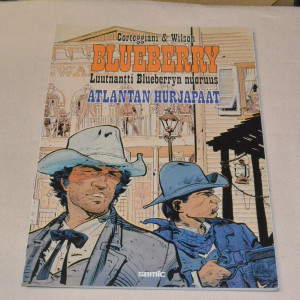 Corteggiani & Wilson
BLUEBERRY
Luutnantti Blueberryn nuoruus
ATLANTAN HURJAPÄÄT
semic